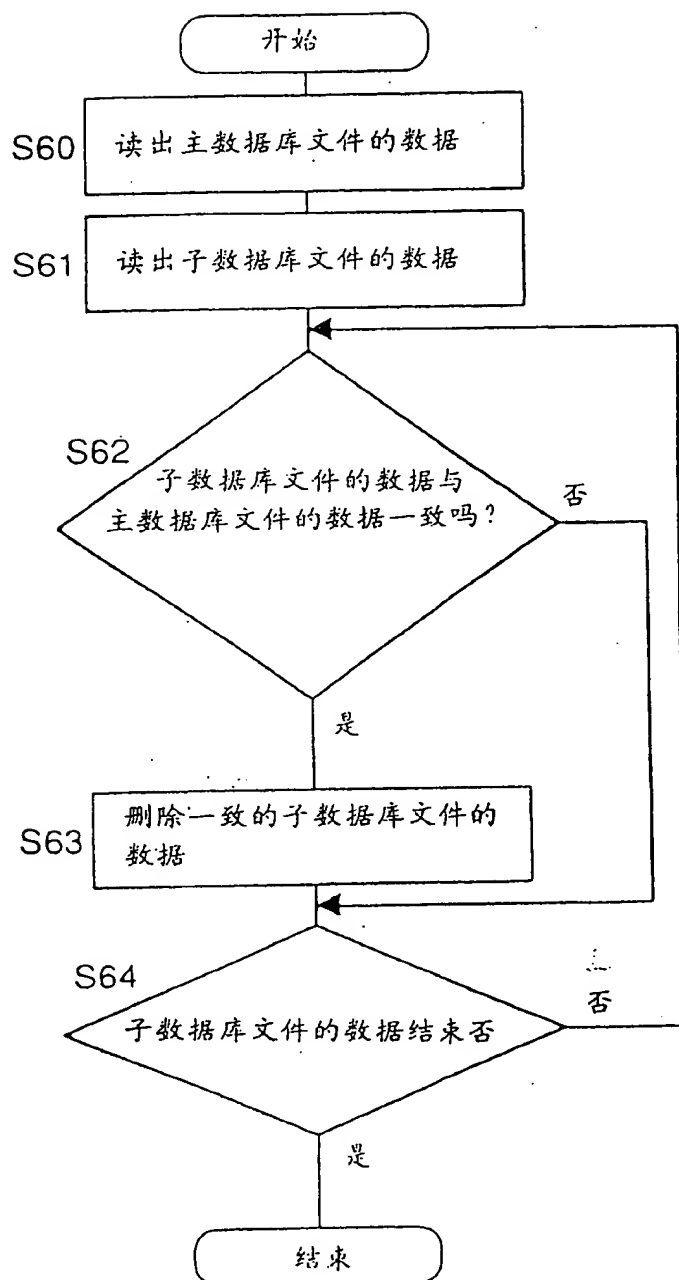 开始
S60
读出主数据库文件的数据
S61
读出子数据库文件的数据
S62
子数据库文件的数据与
主数据库文件的数据一致吗?
否
是
S63
删除一致的子数据库文件的
数据
S64
子数据库文件的数据结束否
否
是
结束